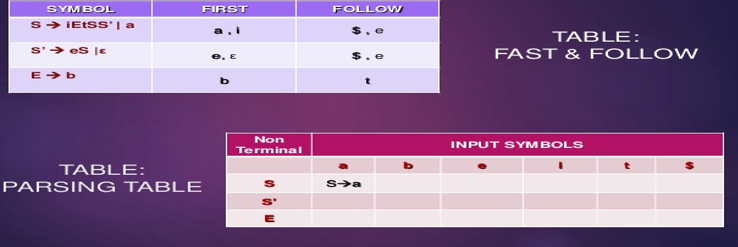 SYMBOL FIRST FOLLOW
S → iEtSS' | a a , i $ , e
S' → eS |ε e, ε $ , e
E → b b t
TABLE:
FAST & FOLLOW
TABLE:
PARSING TABLE
Non Terminal INPUT SYMBOLS
a b e i t $
S S→a
S'
E